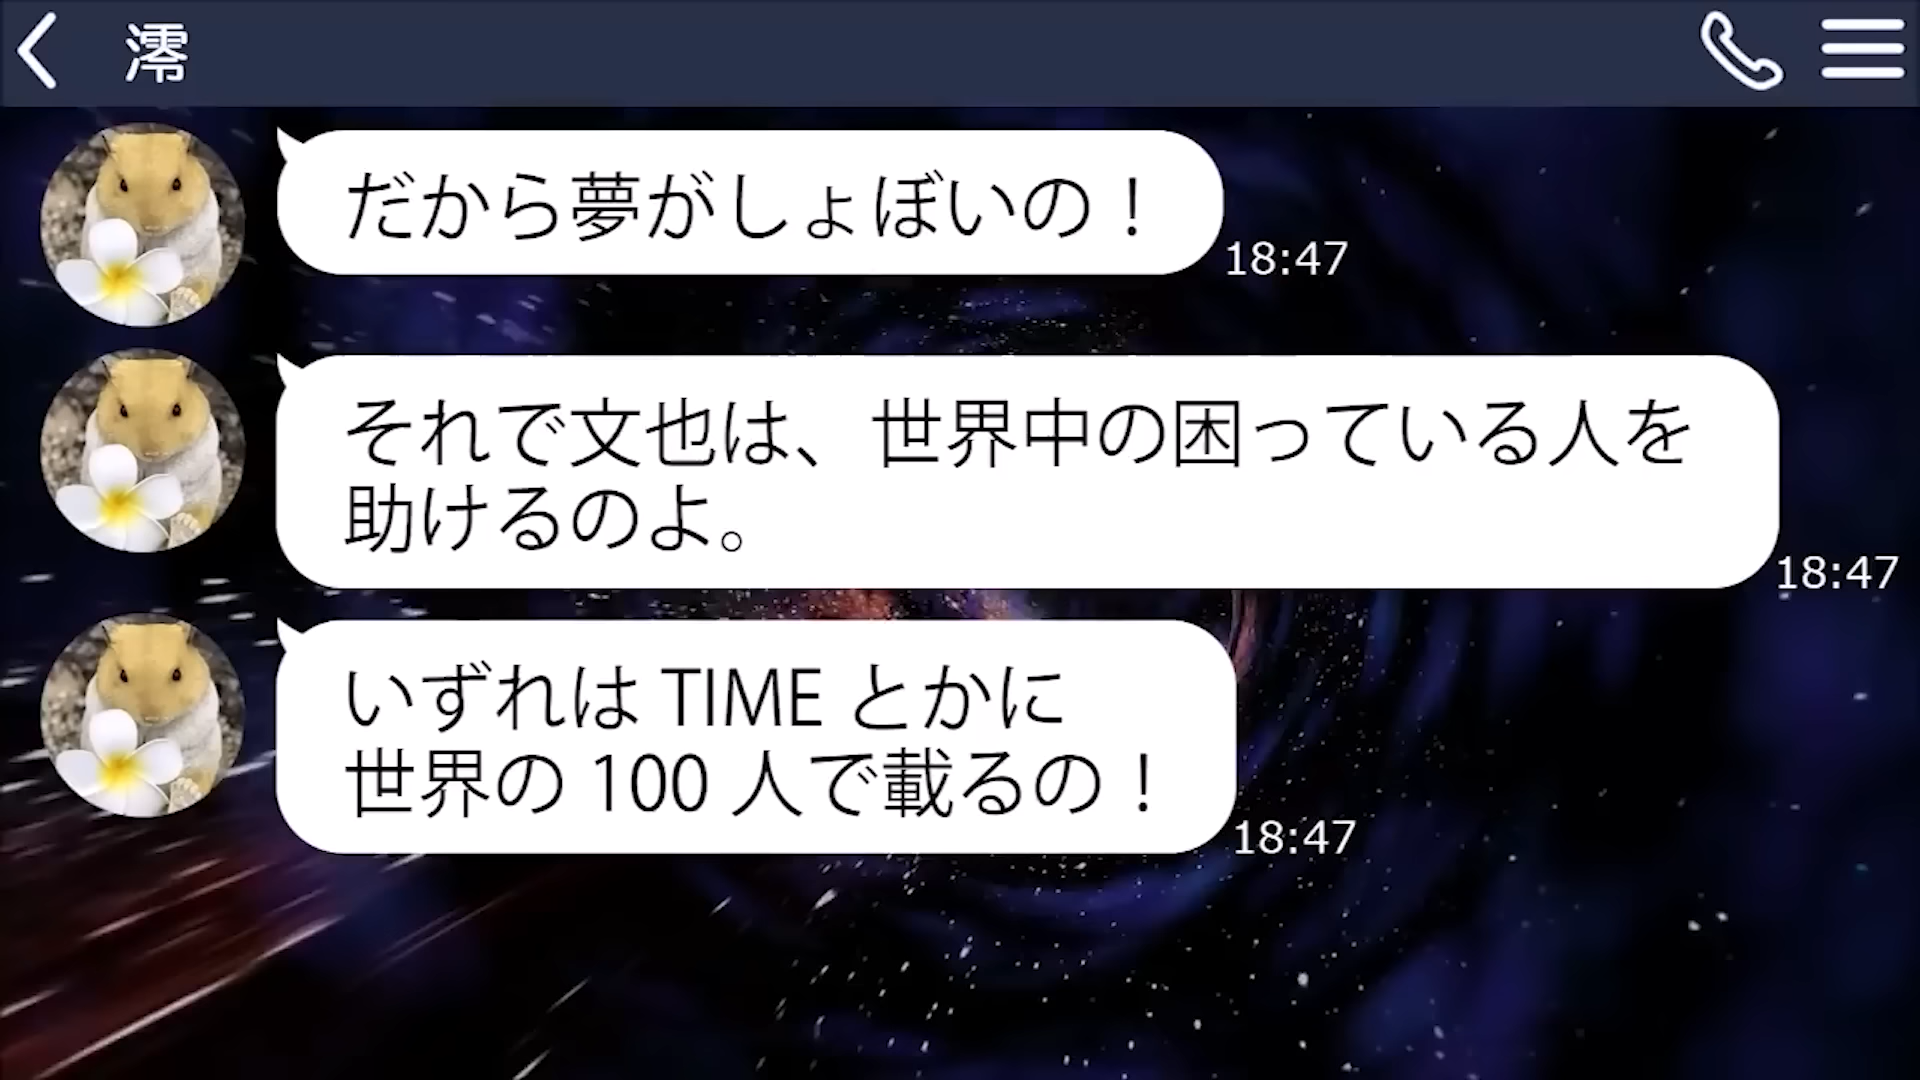 澪
だから夢がしょぼいの！
18:47
それで文也は、世界中の困っている人を
助けるのよ。
18:47
いずれは TIME とかに
世界の 100 人で載るの！
18:47